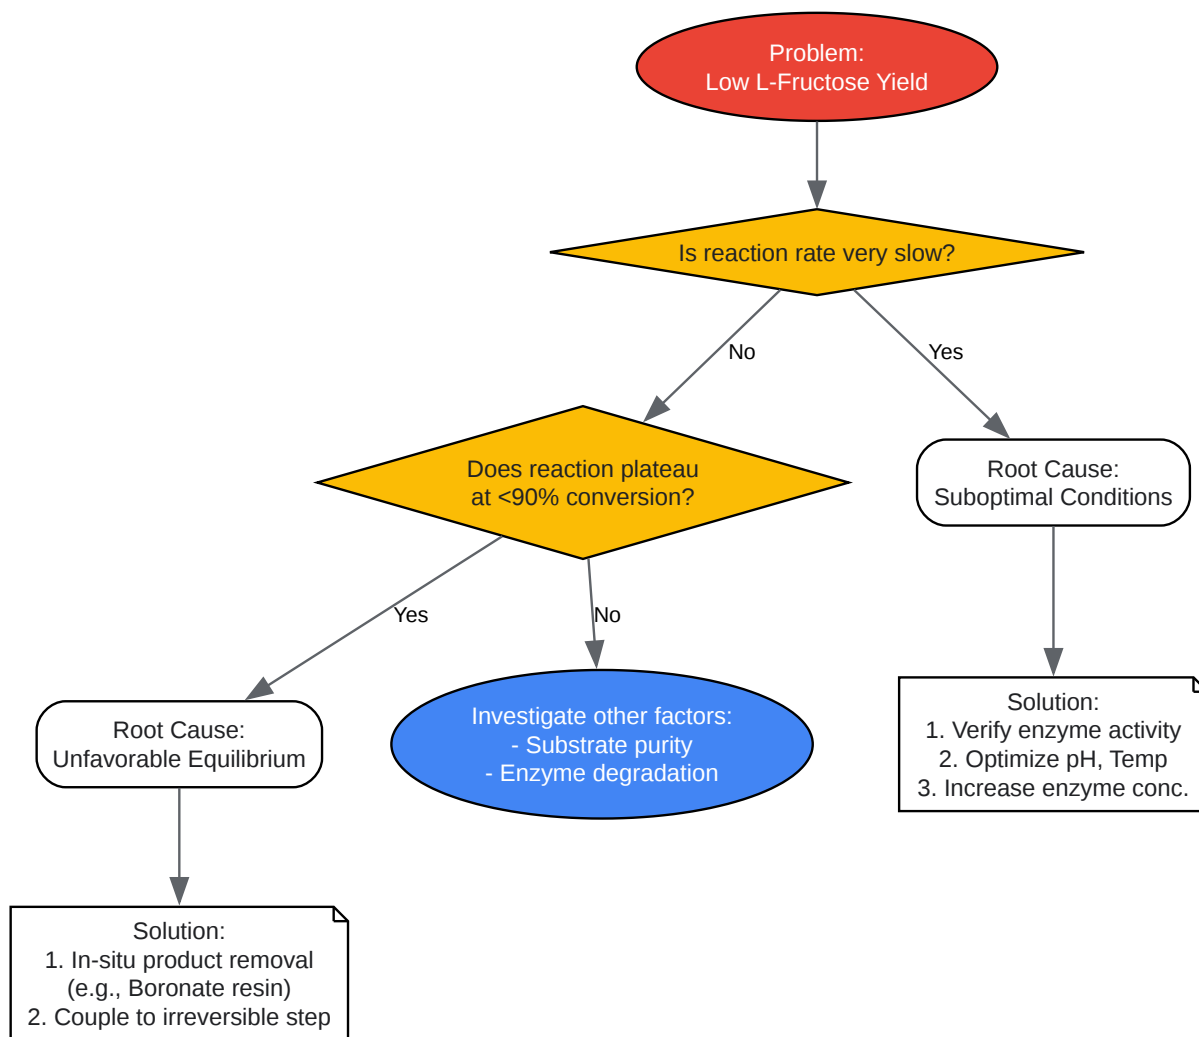 Problem:
Low L-Fructose Yield
Is reaction rate very slow?
No
Yes
Does reaction plateau
at <90% conversion?
Root Cause:
Suboptimal Conditions
Yes
No
Root Cause:
Unfavorable Equilibrium
Investigate other factors:
- Substrate purity
- Enzyme degradation
Solution:
1. Verify enzyme activity
2. Optimize pH, Temp
3. Increase enzyme conc.
Solution:
1. In-situ product removal
(e.g., Boronate resin)
2. Couple to irreversible step